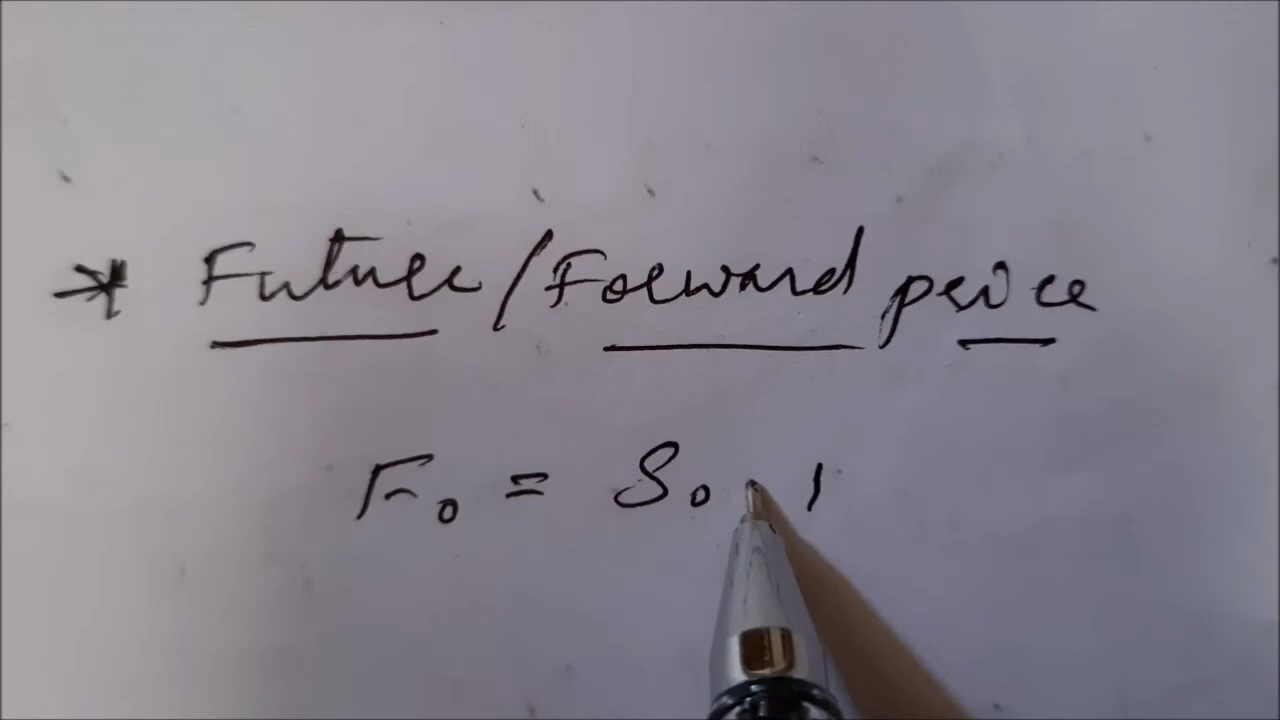 * Future/Forward price
F₀ = S₀